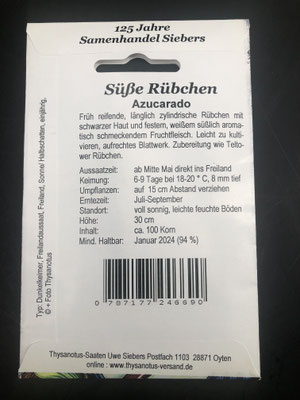 125 Jahre
Samenhandel Siebers
Süße Rübchen
Azucarado
Früh reifende, länglich zylindrische Rübchen mit
schwarzer Haut und festem, weißem süßlich aroma-
tisch schmeckendem Fruchtfleisch. Leicht zu kulti-
vieren, aufrechtes Blattwerk. Zubereitung wie Telto-
wer Rübchen.
Aussaatzeit: ab Mitte Mai direkt ins Freiland
Keimung: 6-9 Tage bei 18-20 ° C, 8 mm tief
Umpflanzen: auf 15 cm Abstand verziehen
Erntezeit: Juli-September
Standort: voll sonnig, leichte feuchte Böden
Höhe: 30 cm
Inhalt: ca. 100 Korn
Mind. Haltbar: Januar 2024 (94 %)
Typ: Dunkelkeimer, Freilandaussaat, Freiland, Sonne/ Halbschatten, einjährig,
© + Foto Thysanotus
0 787177 246690
Thysanotus-Saaten Uwe Siebers Postfach 1103 28871 Oyten
online : www.thysanotus-versand.de